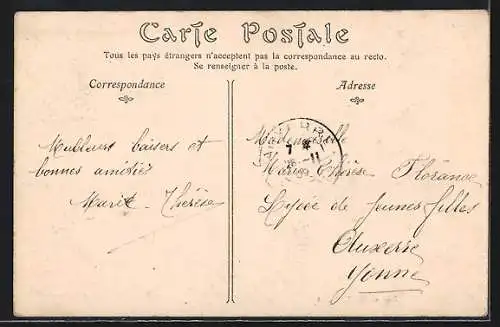 Carte Postale
Tous les pays étrangers n'acceptent pas la correspondance au recto.
Se renseigner à la poste.
Correspondance
Adresse
Meilleurs baisers et
bonnes amitiés
Marie-Thérèse
Mademoiselle
Marie Thérèse Florance
Lycée de jeunes filles
Auxerre
Yonne